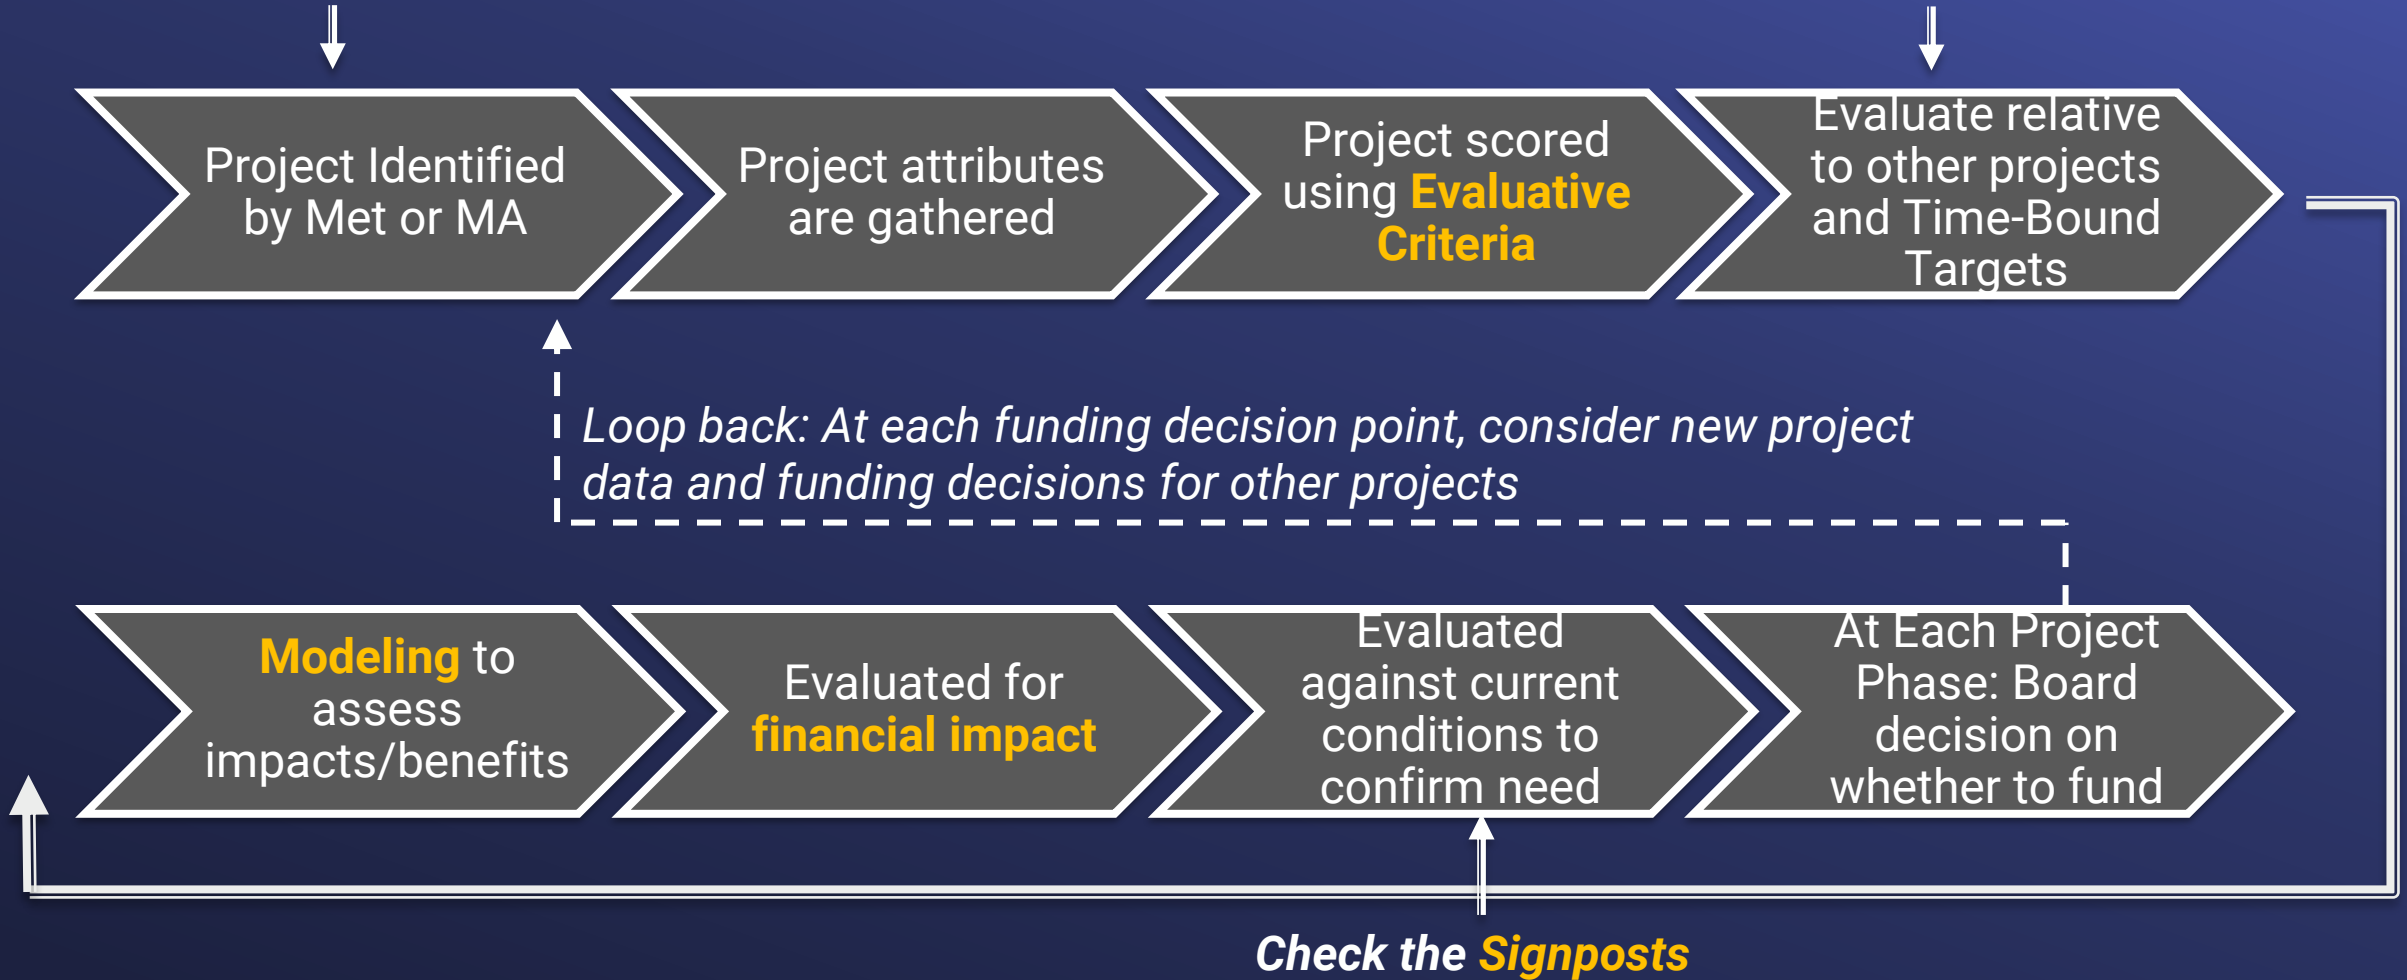 Project Identified
by Met or MA
Project attributes
are gathered
Project scored
using Evaluative
Criteria
Evaluate relative
to other projects
and Time-Bound
Targets
Loop back: At each funding decision point, consider new project
data and funding decisions for other projects
Modeling to
assess
impacts/benefits
Evaluated for
financial impact
Evaluated
against current
conditions to
confirm need
At Each Project
Phase: Board
decision on
whether to fund
Check the Signposts